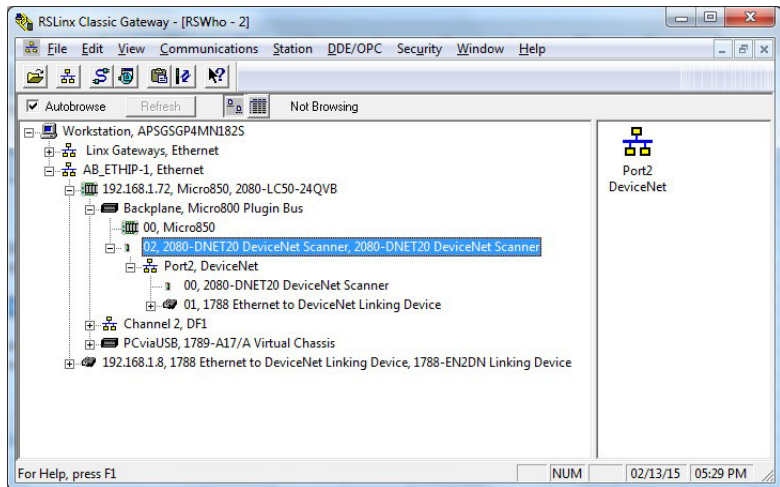 RSLinx Classic Gateway - [RSWho - 2]
File Edit View Communications Station DDE/OPC Security Window Help
Autobrowse Refresh Not Browsing
Workstation, APSGSGP4MN182S
Linx Gateways, Ethernet
AB_ETHIP-1, Ethernet
192.168.1.72, Micro850, 2080-LC50-24QVB
Backplane, Micro800 Plugin Bus
00, Micro850
02, 2080-DNET20 DeviceNet Scanner, 2080-DNET20 DeviceNet Scanner
Port2, DeviceNet
00, 2080-DNET20 DeviceNet Scanner
01, 1788 Ethernet to DeviceNet Linking Device
Channel 2, DF1
PCviaUSB, 1789-A17/A Virtual Chassis
192.168.1.8, 1788 Ethernet to DeviceNet Linking Device, 1788-EN2DN Linking Device
Port2
DeviceNet
For Help, press F1 NUM 02/13/15 05:29 PM